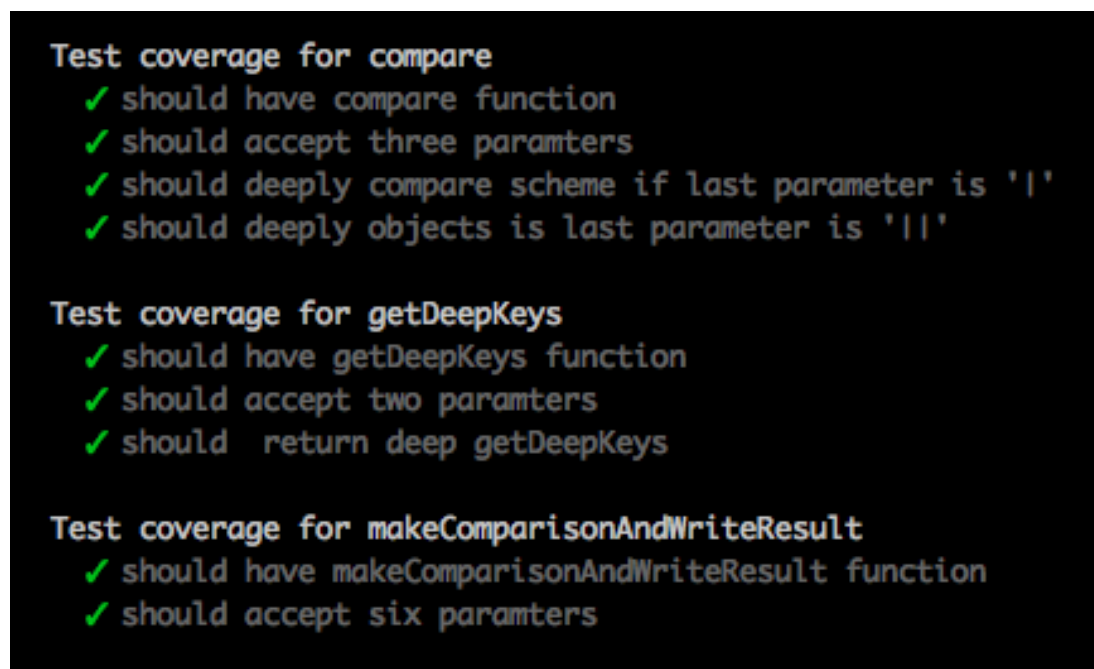 Test coverage for compare
✓ should have compare function
✓ should accept three paramters
✓ should deeply compare scheme if last parameter is '|'
✓ should deeply objects is last parameter is '||'
Test coverage for getDeepKeys
✓ should have getDeepKeys function
✓ should accept two paramters
✓ should  return deep getDeepKeys
Test coverage for makeComparisonAndWriteResult
✓ should have makeComparisonAndWriteResult function
✓ should accept six paramters